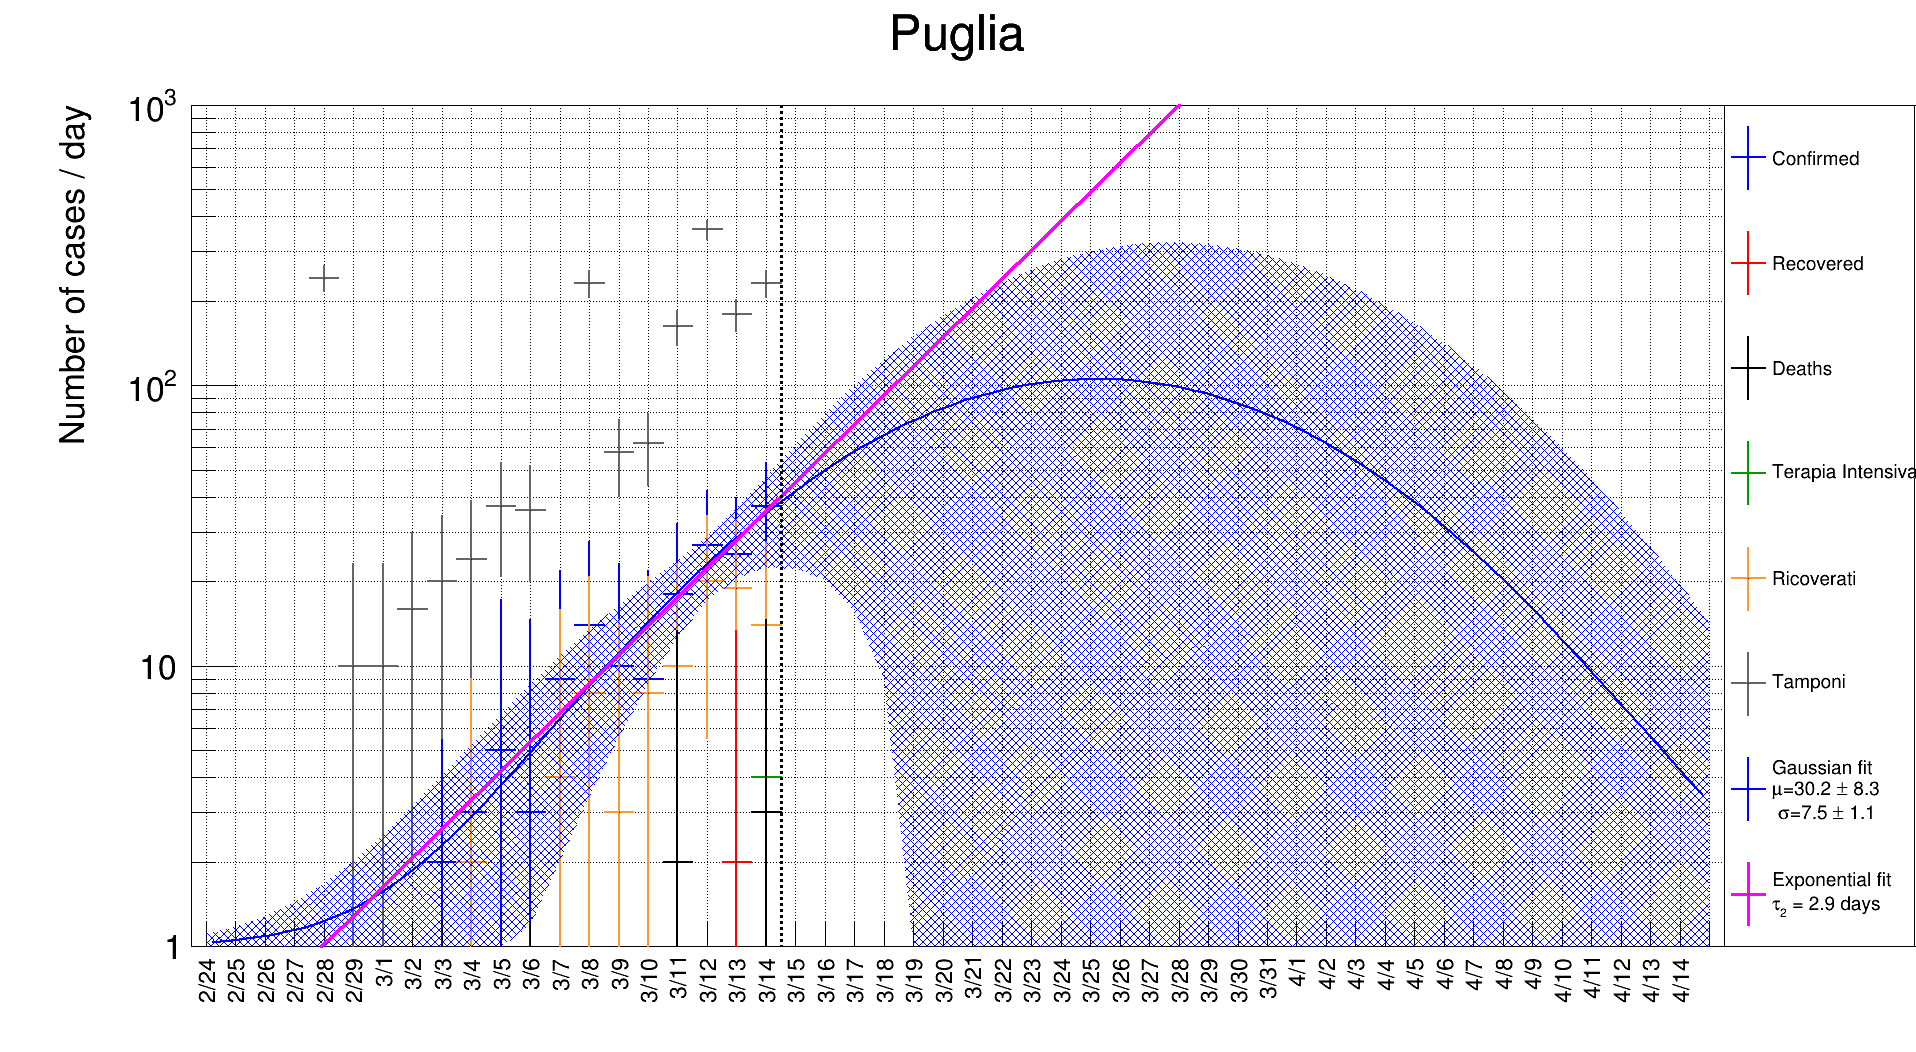 Puglia
Number of cases / day
10³
10²
10
1
2/24 2/25 2/26 2/27 2/28 2/29 3/1 3/2 3/3 3/4 3/5 3/6 3/7 3/8 3/9 3/10 3/11 3/12 3/13 3/14 3/15 3/16 3/17 3/18 3/19 3/20 3/21 3/22 3/23 3/24 3/25 3/26 3/27 3/28 3/29 3/30 3/31 4/1 4/2 4/3 4/4 4/5 4/6 4/7 4/8 4/9 4/10 4/11 4/12 4/13 4/14
Confirmed
Recovered
Deaths
Terapia Intensiva
Ricoverati
Tamponi
Gaussian fit
μ=30.2 ± 8.3
σ=7.5 ± 1.1
Exponential fit
τ₂ = 2.9 days